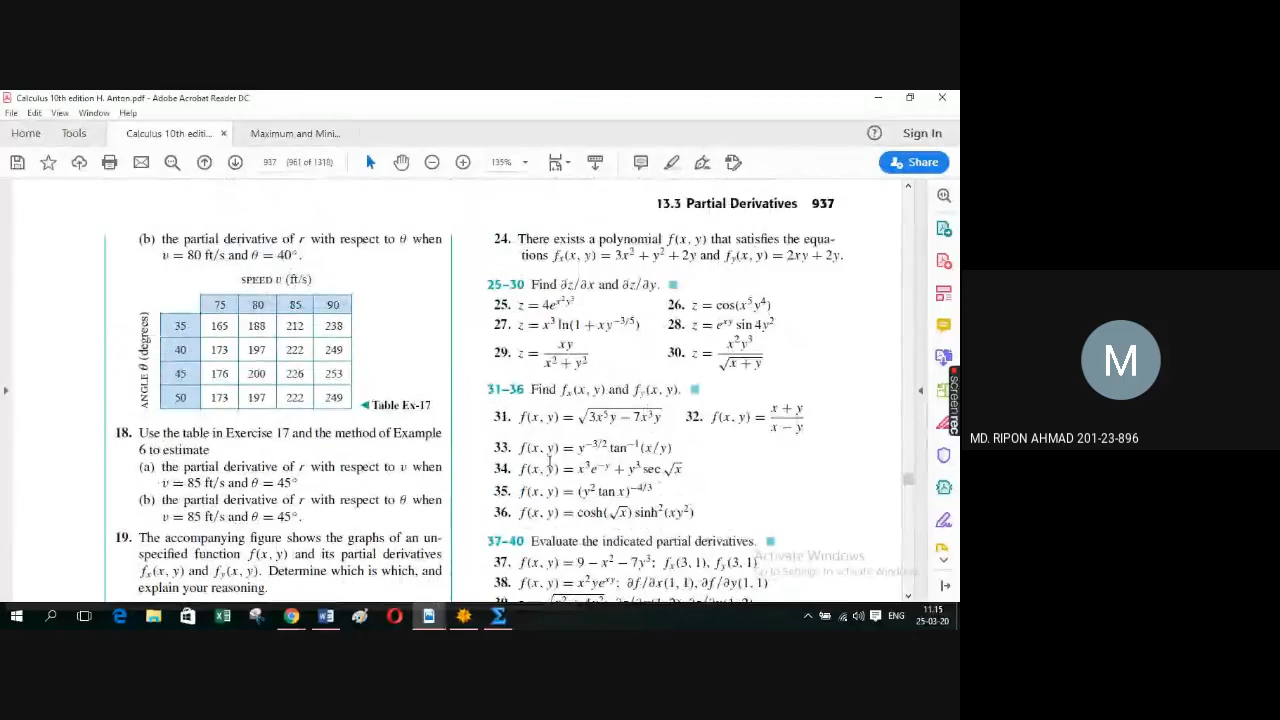 Calculus 10th edition H. Anton.pdf - Adobe Acrobat Reader DC
File Edit View Window Help
Home Tools Calculus 10th editi... × Maximum and Mini... Sign In
937 (961 of 1318) 135% Share
13.3 Partial Derivatives 937
(b) the partial derivative of r with respect to θ when
v = 80 ft/s and θ = 40°.
SPEED v (ft/s)
75 80 85 90
ANGLE θ (degrees)
35 165 188 212 238
40 173 197 222 249
45 176 200 226 253
50 173 197 222 249
◀ Table Ex-17
18. Use the table in Exercise 17 and the method of Example
6 to estimate
(a) the partial derivative of r with respect to v when
v = 85 ft/s and θ = 45°
(b) the partial derivative of r with respect to θ when
v = 85 ft/s and θ = 45°.
19. The accompanying figure shows the graphs of an un-
specified function f(x, y) and its partial derivatives
fₓ(x, y) and f_y(x, y). Determine which is which, and
explain your reasoning.
24. There exists a polynomial f(x, y) that satisfies the equa-
tions fₓ(x, y) = 3x² + y² + 2y and f_y(x, y) = 2xy + 2y.
25–30 Find ∂z/∂x and ∂z/∂y.
25. z = 4e^(x²y³) 26. z = cos(x⁵y⁴)
27. z = x³ ln(1 + xy^(−3/5)) 28. z = e^(xy) sin 4y²
29. z = xy/(x² + y²) 30. z = x²y³/√(x + y)
31–36 Find fₓ(x, y) and f_y(x, y).
31. f(x, y) = √(3x⁵y − 7x³y) 32. f(x, y) = (x + y)/(x − y)
33. f(x, y) = y^(−3/2) tan⁻¹(x/y)
34. f(x, y) = x³e^(−y) + y³ sec √x
35. f(x, y) = (y² tan x)^(−4/3)
36. f(x, y) = cosh(√x) sinh²(xy²)
37–40 Evaluate the indicated partial derivatives.
37. f(x, y) = 9 − x² − 7y³; fₓ(3, 1), f_y(3, 1)
38. f(x, y) = x²ye^(xy); ∂f/∂x(1, 1), ∂f/∂y(1, 1)
Activate Windows
Go to Settings to activate Windows.
screenrec
M
MD. RIPON AHMAD 201-23-896
ENG
11.15
25-03-20